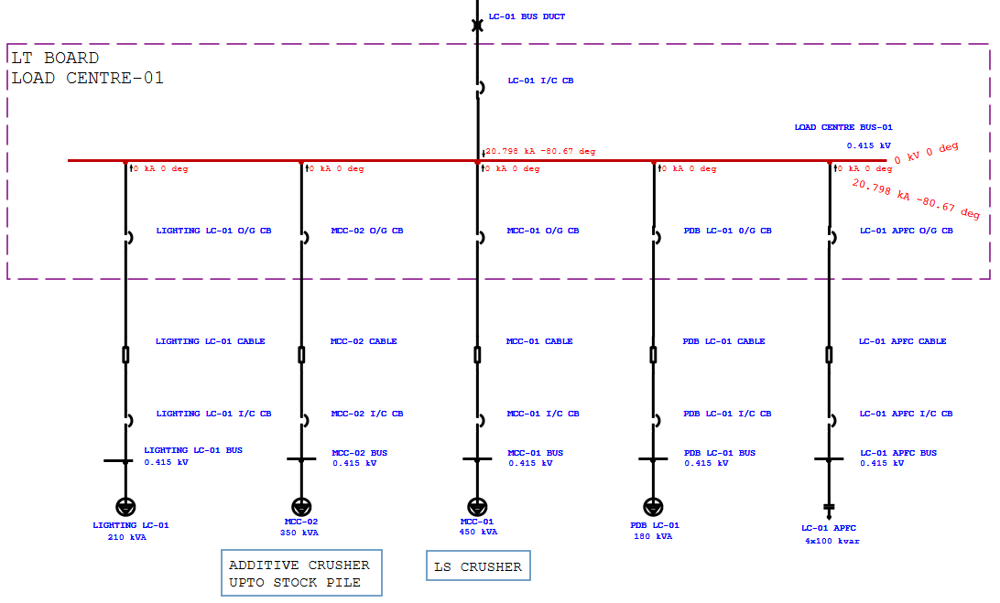 LC-01 BUS DUCT
LT BOARD
LOAD CENTRE-01
LC-01 I/C CB
LOAD CENTRE BUS-01
0.415 kV
20.798 kA -80.67 deg
0 kV 0 deg
0 kA 0 deg
0 kA 0 deg
0 kA 0 deg
0 kA 0 deg
0 kA 0 deg
20.798 kA -80.67 deg
LIGHTING LC-01 O/G CB
MCC-02 O/G CB
MCC-01 O/G CB
PDB LC-01 O/G CB
LC-01 APFC O/G CB
LIGHTING LC-01 CABLE
MCC-02 CABLE
MCC-01 CABLE
PDB LC-01 CABLE
LC-01 APFC CABLE
LIGHTING LC-01 I/C CB
MCC-02 I/C CB
MCC-01 I/C CB
PDB LC-01 I/C CB
LC-01 APFC I/C CB
LIGHTING LC-01 BUS
0.415 kV
MCC-02 BUS
0.415 kV
MCC-01 BUS
0.415 kV
PDB LC-01 BUS
0.415 kV
LC-01 APFC BUS
0.415 kV
LIGHTING LC-01
210 kVA
MCC-02
350 kVA
MCC-01
450 kVA
PDB LC-01
180 kVA
LC-01 APFC
4x100 kvar
ADDITIVE CRUSHER
UPTO STOCK PILE
LS CRUSHER